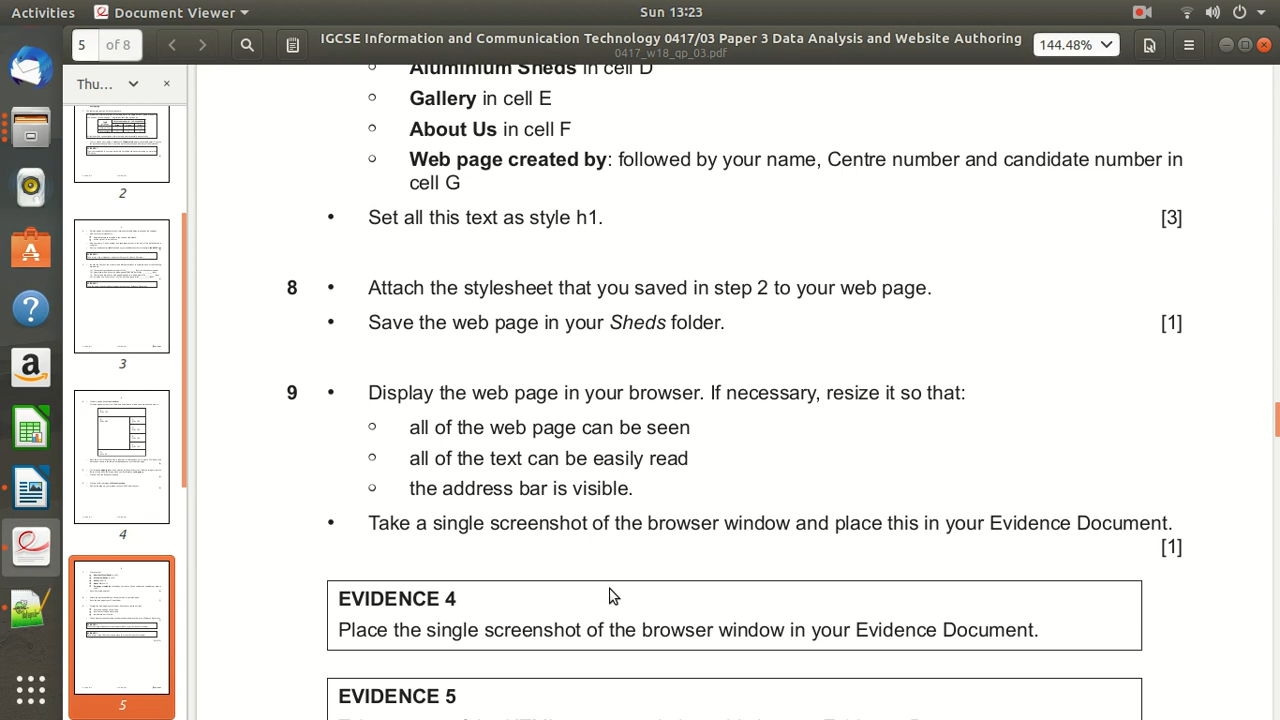 Activities
Document Viewer
Sun 13:23
5
of 8
IGCSE Information and Communication Technology 0417/03 Paper 3 Data Analysis and Website Authoring
0417_w18_qp_03.pdf
144.48%
Thu...
2
3
4
5
Aluminium Sheds in cell D
Gallery in cell E
About Us in cell F
Web page created by: followed by your name, Centre number and candidate number in
cell G
• Set all this text as style h1. [3]
8 • Attach the stylesheet that you saved in step 2 to your web page.
• Save the web page in your Sheds folder. [1]
9 • Display the web page in your browser. If necessary, resize it so that:
all of the web page can be seen
all of the text can be easily read
the address bar is visible.
• Take a single screenshot of the browser window and place this in your Evidence Document.
[1]
EVIDENCE 4
Place the single screenshot of the browser window in your Evidence Document.
EVIDENCE 5